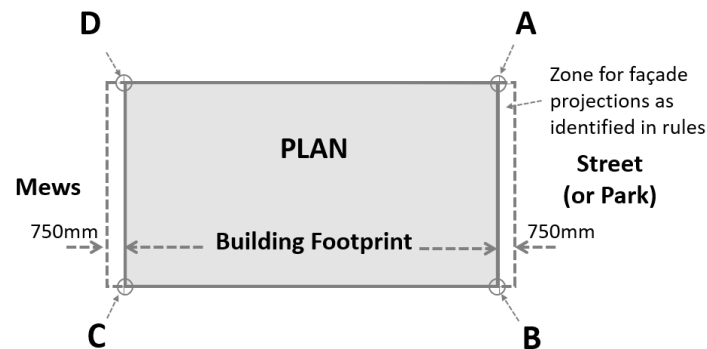 D
A
Zone for façade
projections as
identified in rules
PLAN
Street
(or Park)
Mews
750mm
Building Footprint
750mm
C
B